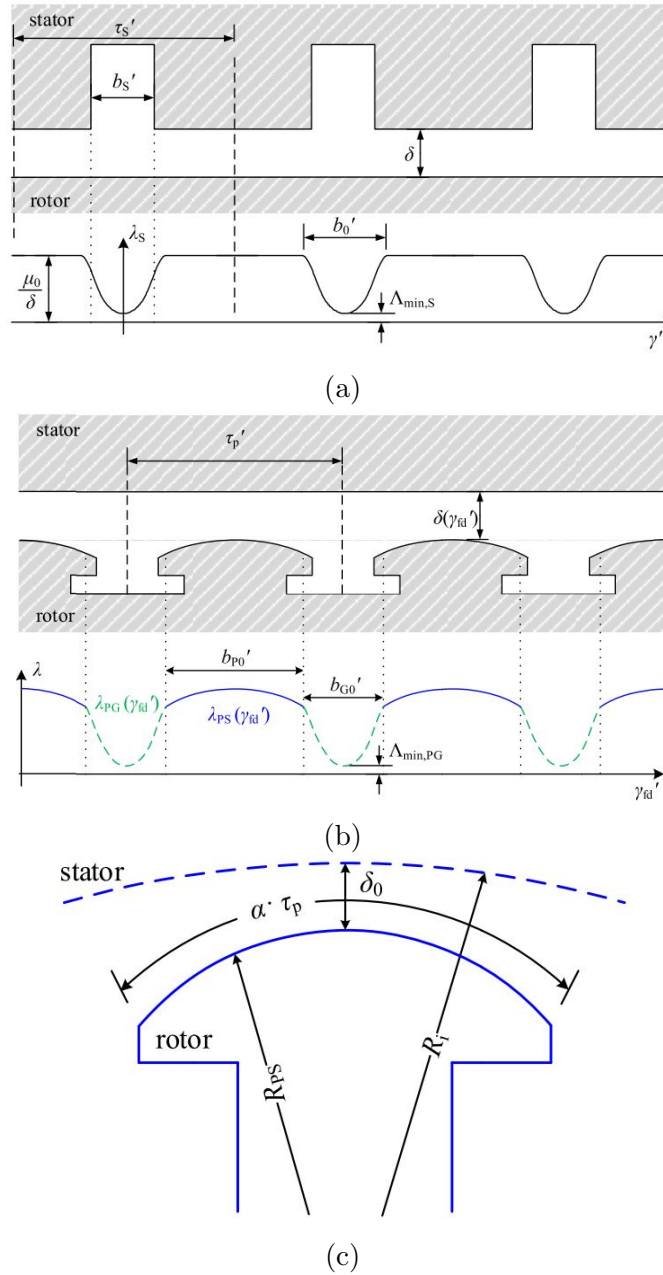 stator
τS′
bS′
δ
rotor
λS
b0′
μ0/δ
Λmin,S
γ′
(a)
stator
τp′
δ(γfd′)
rotor
λ
bP0′
bG0′
λPG(γfd′)
λPS(γfd′)
Λmin,PG
γfd′
(b)
stator
δ0
α· τp
rotor
RPS
Ri
(c)